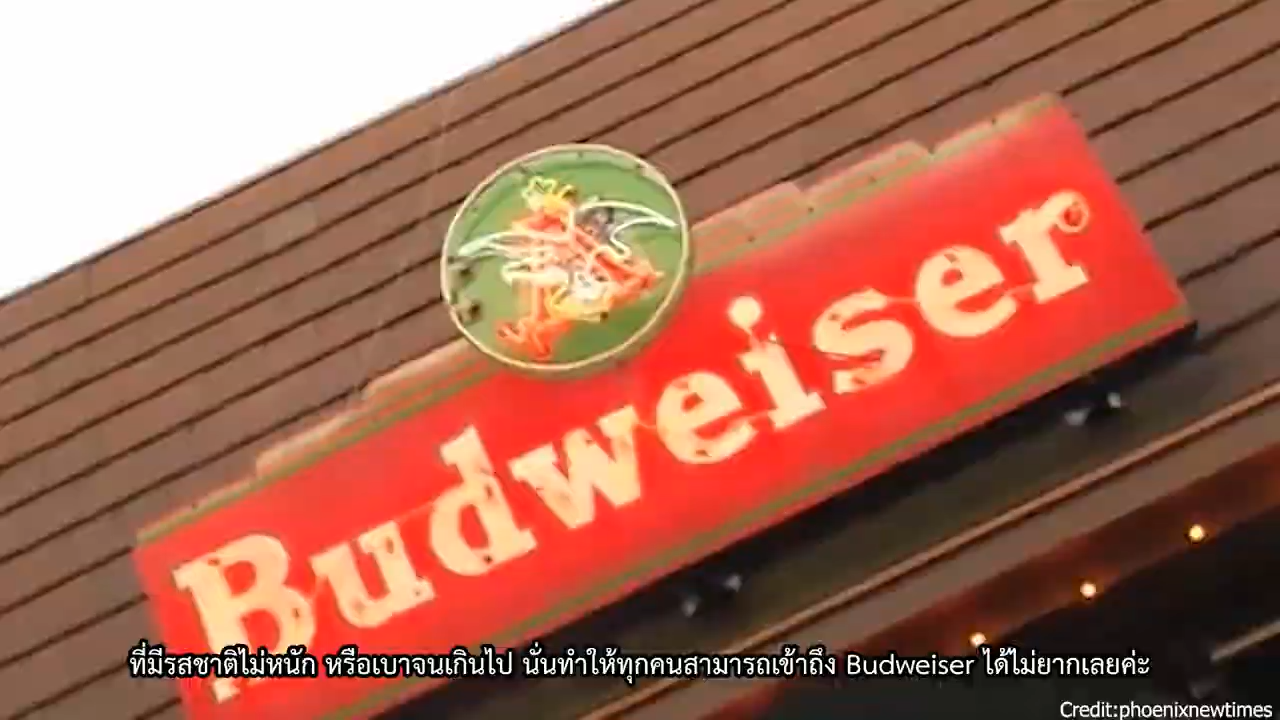 Budweiser
ที่มีรสชาติไม่หนัก หรือเบาจนเกินไป นั่นทำให้ทุกคนสามารถเข้าถึง Budweiser ได้ไม่ยากเลยค่ะ
Credit:phoenixnewtimes